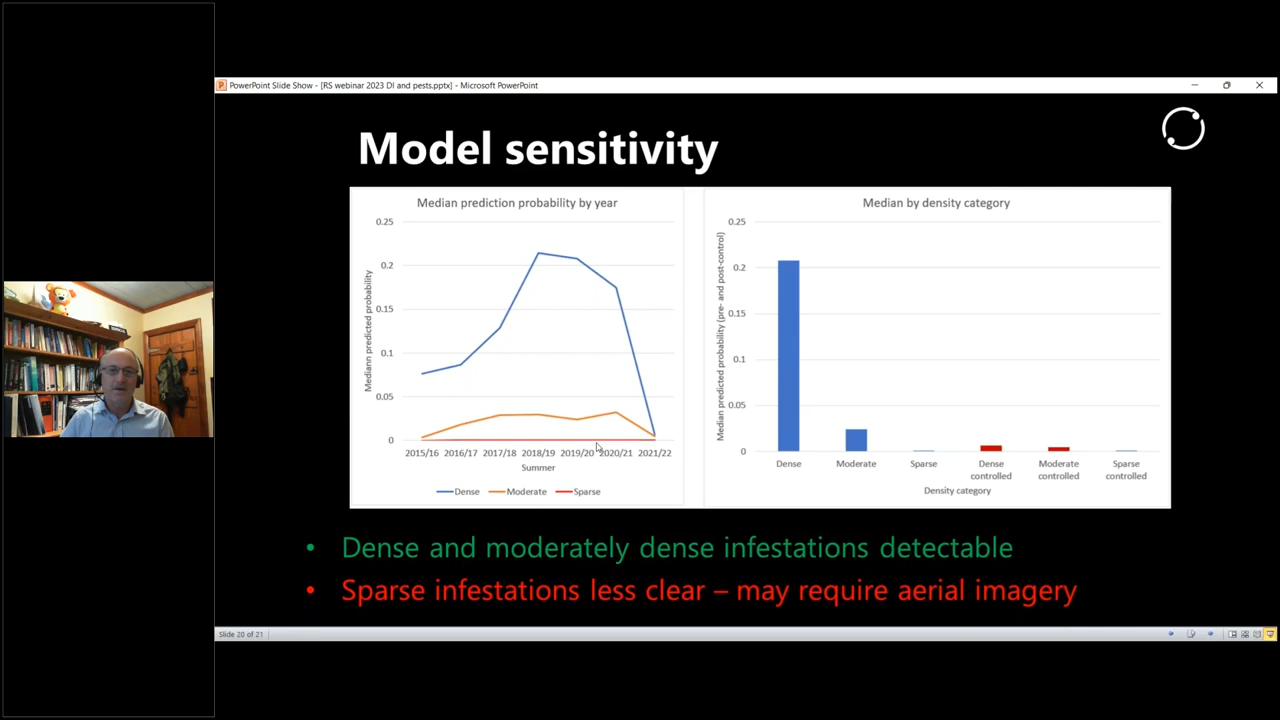 PowerPoint Slide Show - [RS webinar 2023 DI and pests.pptx] - Microsoft PowerPoint
Model sensitivity
Median prediction probability by year
0.25
0.2
0.15
0.1
0.05
0
Mediann predicted probability
2015/16 2016/17 2017/18 2018/19 2019/20 2020/21 2021/22
Summer
Dense Moderate Sparse
Median by density category
0.25
0.2
0.15
0.1
0.05
0
Median predicted probability (pre- and post-control)
Dense Moderate Sparse Dense controlled Moderate controlled Sparse controlled
Density category
• Dense and moderately dense infestations detectable
• Sparse infestations less clear – may require aerial imagery
Slide 20 of 21